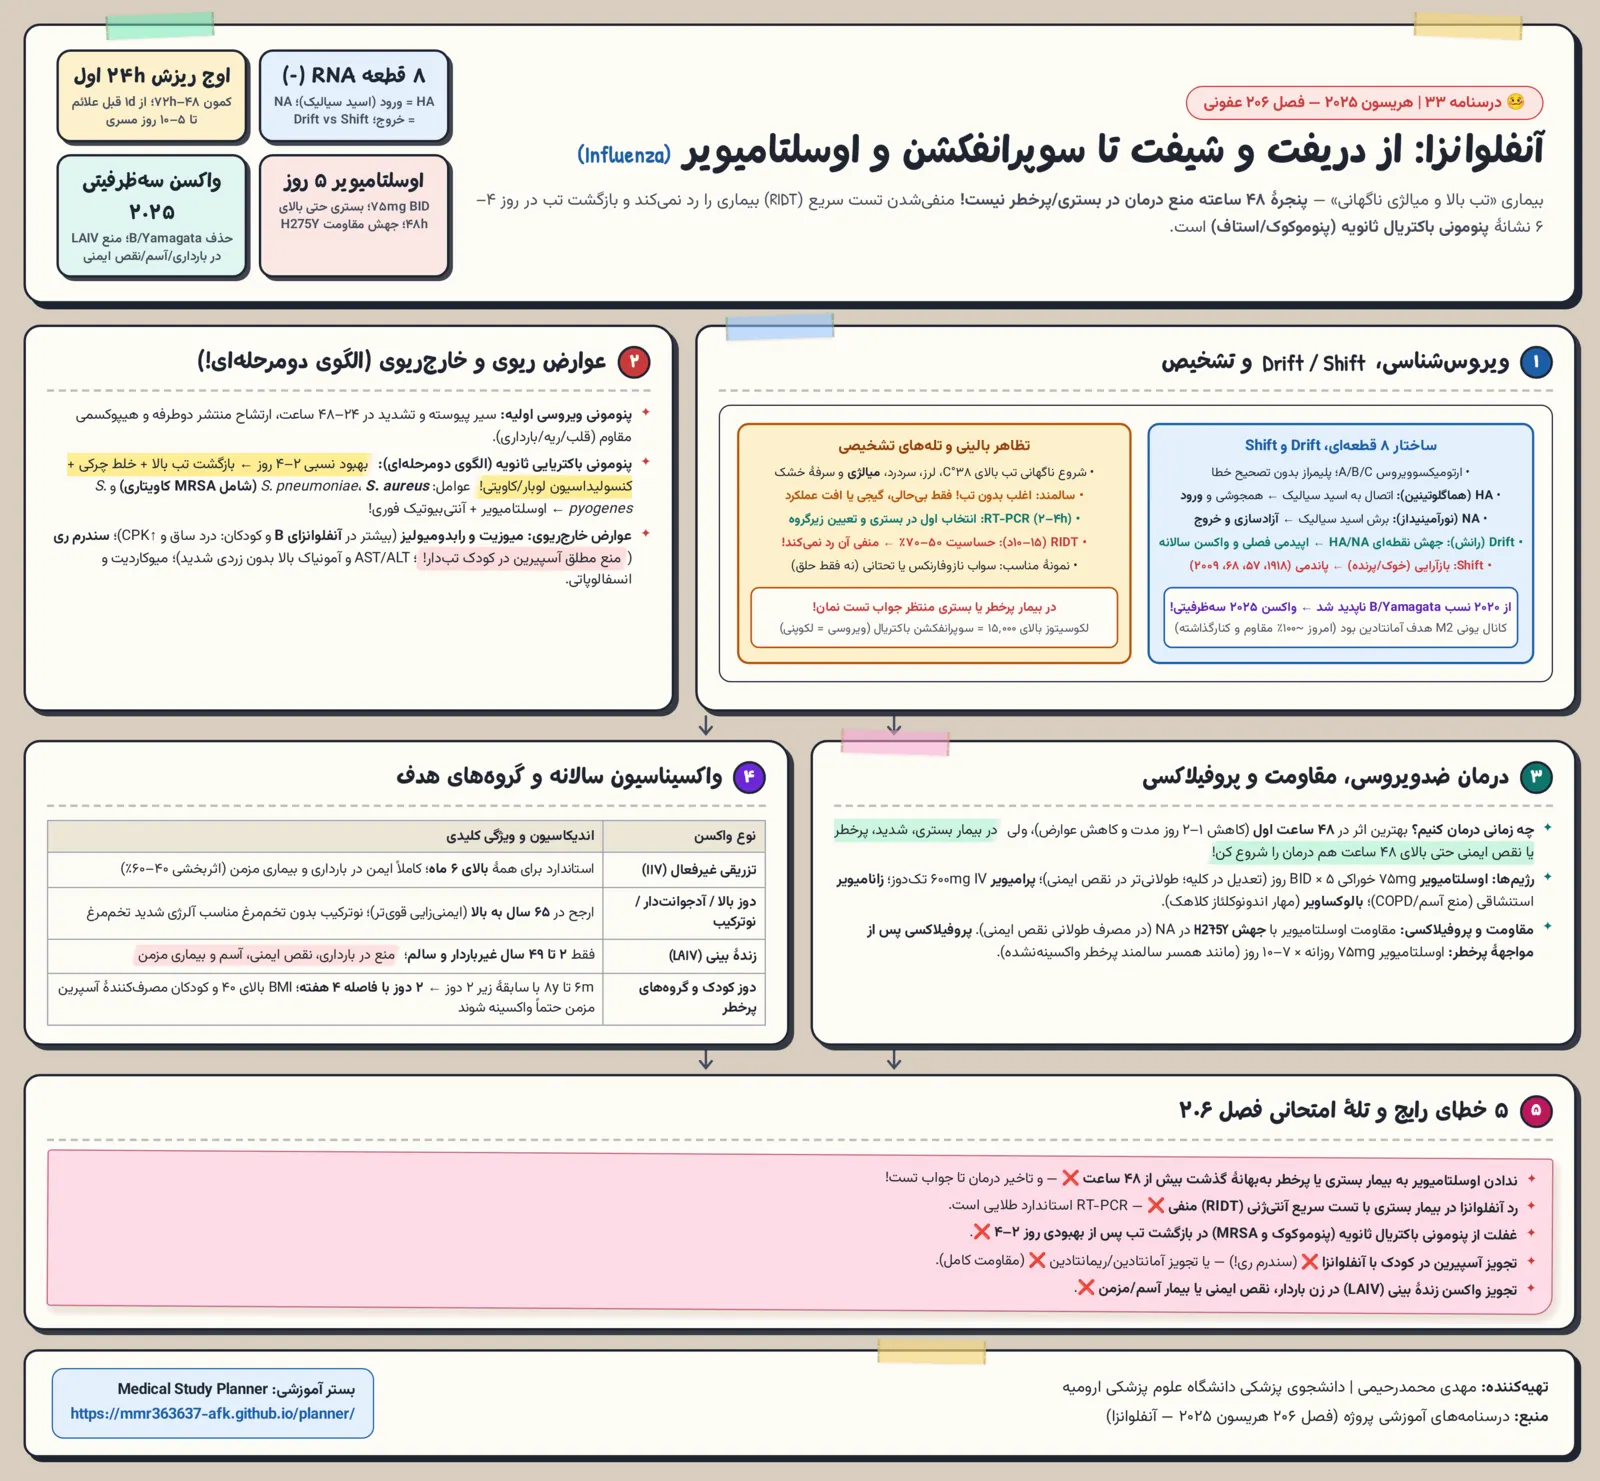 🤒 درسنامه ۳۳ | هریسون ۲۰۲۵ — فصل ۲۰۶ عفونی
آنفلوانزا: از دریفت و شیفت تا سوپرانفکشن و اوسلتامیویر (Influenza)
بیماری «تب بالا و میالژی ناگهانی» — پنجرهٔ ۴۸ ساعته منع درمان در بستری/پرخطر نیست! منفی‌شدن تست سریع (RIDT) بیماری را رد نمی‌کند و بازگشت تب در روز ۴–
۶ نشانهٔ پنومونی باکتریال ثانویه (پنوموکوک/استاف) است.
۸ قطعه RNA (-)
HA = ورود (اسید سیالیک)؛ NA
= خروج؛ Drift vs Shift
اوج ریزش ۲۴h اول
کمون ۴۸–۷۲h؛ از ۱d قبل علائم
تا ۵–۱۰ روز مسری
اوسلتامیویر ۵ روز
۷۵mg BID؛ بستری حتی بالای
۴۸h؛ جهش مقاومت H275Y
واکسن سه‌ظرفیتی
۲۰۲۵
حذف B/Yamagata؛ منع LAIV
در بارداری/آسم/نقص ایمنی
۱ ویروس‌شناسی، Drift / Shift و تشخیص
ساختار ۸ قطعه‌ای، Drift و Shift
• ارتومیکسوویروس A/B/C؛ پلیمراز بدون تصحیح خطا
• HA (هماگلوتینین): اتصال به اسید سیالیک ← همجوشی و ورود
• NA (نورآمینیداز): برش اسید سیالیک ← آزادسازی و خروج
• Drift (رانش): جهش نقطه‌ای HA/NA ← اپیدمی فصلی و واکسن سالانه
• Shift: بازآرایی (خوک/پرنده) ← پاندمی (۱۹۱۸، ۵۷، ۶۸، ۲۰۰۹)
از ۲۰۲۰ نسب B/Yamagata ناپدید شد ← واکسن ۲۰۲۵ سه‌ظرفیتی!
کانال یونی M2 هدف آمانتادین بود (امروز ~۱۰۰٪ مقاوم و کنارگذاشته)
تظاهر بالینی و تله‌های تشخیصی
• شروع ناگهانی تب بالای ۳۸°C، لرز، سردرد، میالژی و سرفهٔ خشک
• سالمند: اغلب بدون تب! فقط بی‌حالی، گیجی یا افت عملکرد
• RT-PCR (۲–۴h): انتخاب اول در بستری و تعیین زیرگروه
• RIDT (۱۰–۱۵د): حساسیت ۵۰–۷۰٪ ← منفی آن رد نمی‌کند!
• نمونهٔ مناسب: سواب نازوفارنکس یا تحتانی (نه فقط حلق)
در بیمار پرخطر یا بستری منتظر جواب تست نمان!
لکوسیتوز بالای ۱۵,۰۰۰ = سوپرانفکشن باکتریال (ویروسی = لکوپنی)
۲ عوارض ریوی و خارج‌ریوی (الگوی دومرحله‌ای!)
✦ پنومونی ویروسی اولیه: سیر پیوسته و تشدید در ۲۴–۴۸ ساعت، ارتشاح منتشر دوطرفه و هیپوکسمی
مقاوم (قلب/ریه/بارداری).
✦ پنومونی باکتریایی ثانویه (الگوی دومرحله‌ای): بهبود نسبی ۲–۴ روز ← بازگشت تب بالا + خلط چرکی +
کنسولیداسیون لوبار/کاویتی! عوامل: S. pneumoniae، S. aureus (شامل MRSA کاویتاری) و S.
pyogenes ← اوسلتامیویر + آنتی‌بیوتیک فوری!
✦ عوارض خارج‌ریوی: میوزیت و رابدومیولیز (بیشتر در آنفلوانزای B و کودکان: درد ساق و ↑CPK)؛ سندرم ری
( منع مطلق آسپیرین در کودک تب‌دار! ؛ AST/ALT و آمونیاک بالا بدون زردی شدید)؛ میوکاردیت و
انسفالوپاتی.
۳ درمان ضدویروسی، مقاومت و پروفیلاکسی
✦ چه زمانی درمان کنیم؟ بهترین اثر در ۴۸ ساعت اول (کاهش ۱–۲ روز مدت و کاهش عوارض)، ولی در بیمار بستری، شدید، پرخطر
یا نقص ایمنی حتی بالای ۴۸ ساعت هم درمان را شروع کن!
✦ رژیم‌ها: اوسلتامیویر ۷۵mg خوراکی BID × ۵ روز (تعدیل در کلیه؛ طولانی‌تر در نقص ایمنی)؛ پرامیویر ۶۰۰mg IV تک‌دوز؛ زانامیویر
استنشاقی (منع آسم/COPD)؛ بالوکساویر (مهار اندونوکلئاز کلاهک).
✦ مقاومت و پروفیلاکسی: مقاومت اوسلتامیویر با جهش H275Y در NA (در مصرف طولانی نقص ایمنی). پروفیلاکسی پس از
مواجههٔ پرخطر: اوسلتامیویر ۷۵mg روزانه × ۷–۱۰ روز (مانند همسر سالمند پرخطر واکسینه‌نشده).
۴ واکسیناسیون سالانه و گروه‌های هدف
نوع واکسن اندیکاسیون و ویژگی کلیدی
تزریقی غیرفعال (IIV) استاندارد برای همهٔ بالای ۶ ماه؛ کاملاً ایمن در بارداری و بیماری مزمن (اثربخشی ۴۰–۶۰٪)
دوز بالا / آدجوانت‌دار /
نوترکیب
ارجح در ۶۵ سال به بالا (ایمنی‌زایی قوی‌تر)؛ نوترکیب بدون تخم‌مرغ مناسب آلرژی شدید تخم‌مرغ
زندهٔ بینی (LAIV) فقط ۲ تا ۴۹ سال غیرباردار و سالم؛ منع در بارداری، نقص ایمنی، آسم و بیماری مزمن
دوز کودک و گروه‌های
پرخطر
۶m تا ۸y با سابقهٔ زیر ۲ دوز ← ۲ دوز با فاصله ۴ هفته؛ BMI بالای ۴۰ و کودکان مصرف‌کنندهٔ آسپرین
مزمن حتماً واکسینه شوند
۵ ۵ خطای رایج و تلهٔ امتحانی فصل ۲۰۶
✦ ندادن اوسلتامیویر به بیمار بستری یا پرخطر به‌بهانهٔ گذشت بیش از ۴۸ ساعت ❌ — و تاخیر درمان تا جواب تست!
✦ رد آنفلوانزا در بیمار بستری با تست سریع آنتی‌ژنی (RIDT) منفی ❌ — RT-PCR استاندارد طلایی است.
✦ غفلت از پنومونی باکتریال ثانویه (پنوموکوک و MRSA) در بازگشت تب پس از بهبودی روز ۲–۴ ❌.
✦ تجویز آسپیرین در کودک با آنفلوانزا ❌ (سندرم ری!) — یا تجویز آمانتادین/ریمانتادین ❌ (مقاومت کامل).
✦ تجویز واکسن زندهٔ بینی (LAIV) در زن باردار، نقص ایمنی یا بیمار آسم/مزمن ❌.
تهیه‌کننده: مهدی محمدرحیمی | دانشجوی پزشکی دانشگاه علوم پزشکی ارومیه
منبع: درسنامه‌های آموزشی پروژه (فصل ۲۰۶ هریسون ۲۰۲۵ — آنفلوانزا)
بستر آموزشی: Medical Study Planner
https://mmr363637-afk.github.io/planner/